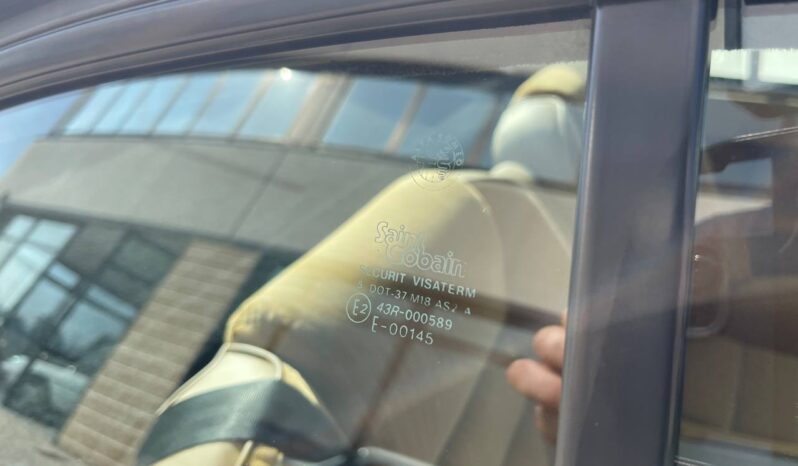 Saint
Gobain
SECURIT VISATERM
DOT-37 M18 AS2
E2 43R-000589
E-00145